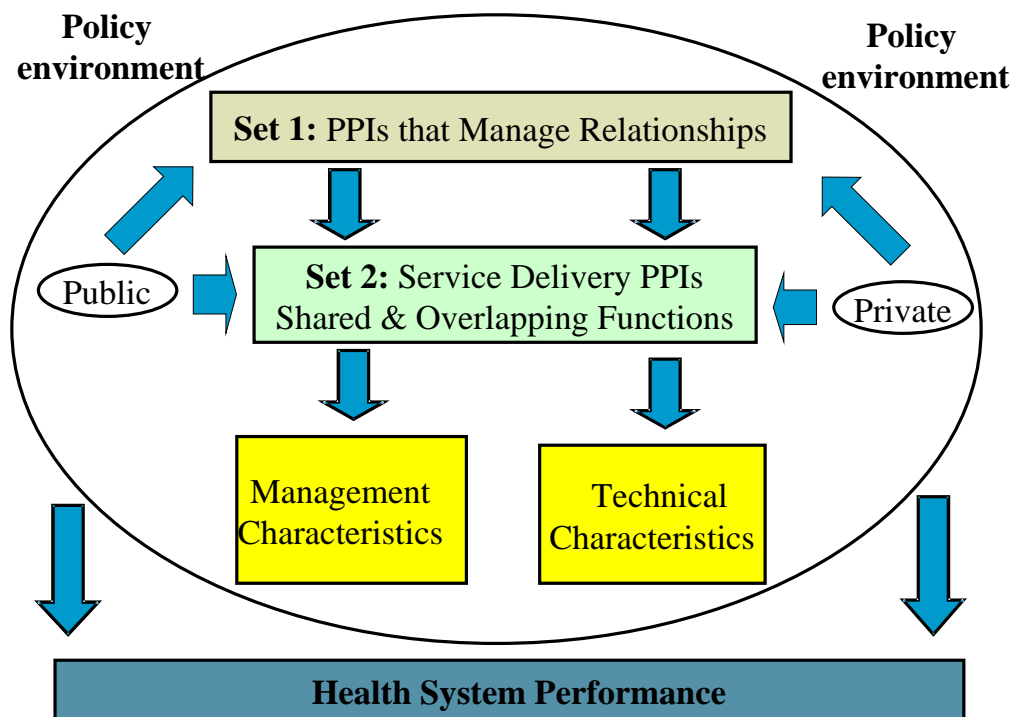 Policy
environment
Policy
environment
Set 1: PPIs that Manage Relationships
Public
Set 2: Service Delivery PPIs
Shared & Overlapping Functions
Private
Management
Characteristics
Technical
Characteristics
Health System Performance